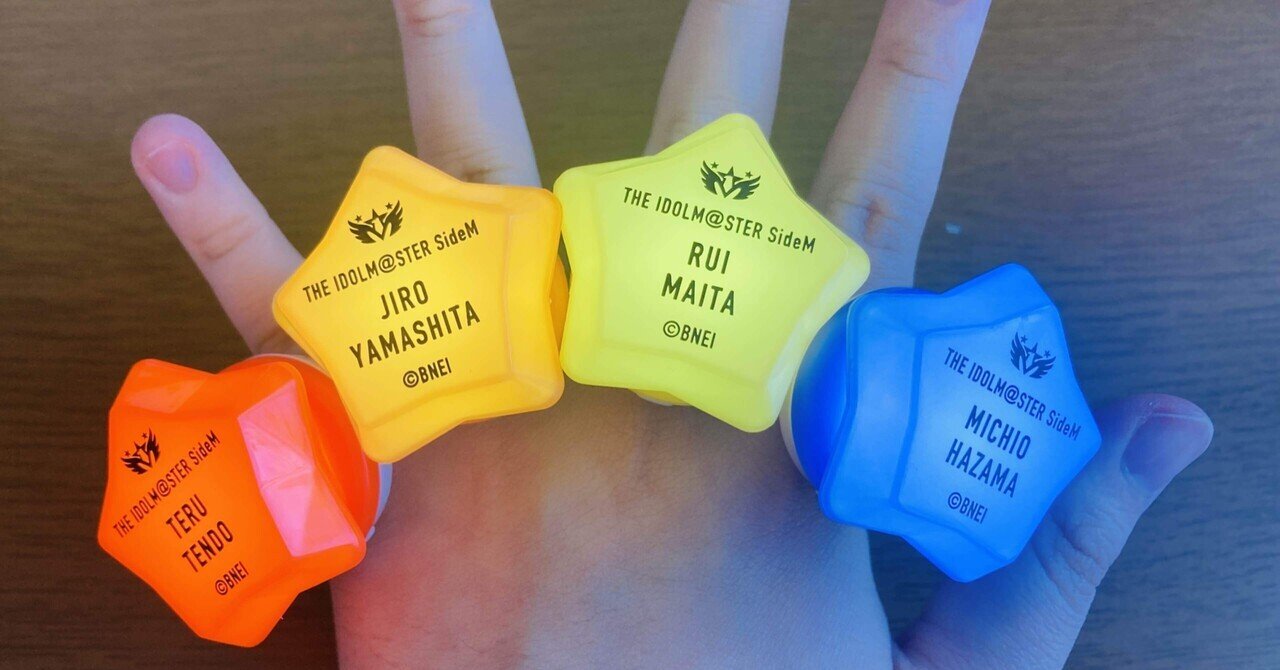 THE IDOLM@STER SideM
TERU
TENDO
©BNEI
THE IDOLM@STER SideM
JIRO
YAMASHITA
©BNEI
THE IDOLM@STER SideM
RUI
MAITA
©BNEI
THE IDOLM@STER SideM
MICHIO
HAZAMA
©BNEI